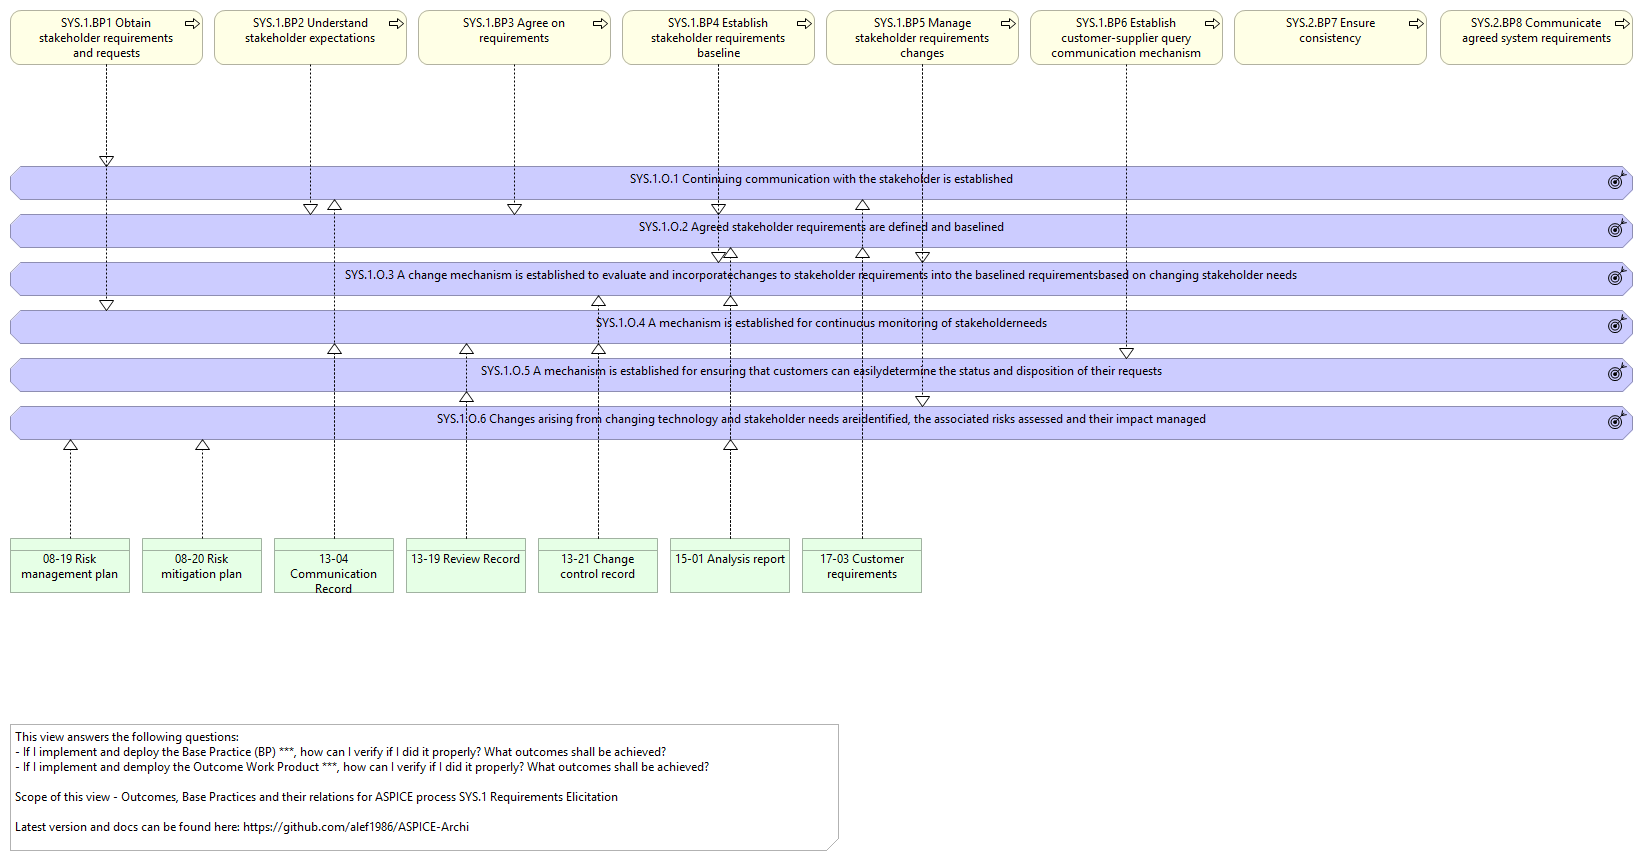 SYS.1.BP1 Obtain
stakeholder requirements
and requests
SYS.1.BP2 Understand
stakeholder expectations
SYS.1.BP3 Agree on
requirements
SYS.1.BP4 Establish
stakeholder requirements
baseline
SYS.1.BP5 Manage
stakeholder requirements
changes
SYS.1.BP6 Establish
customer-supplier query
communication mechanism
SYS.2.BP7 Ensure
consistency
SYS.2.BP8 Communicate
agreed system requirements
SYS.1.O.1 Continuing communication with the stakeholder is established
SYS.1.O.2 Agreed stakeholder requirements are defined and baselined
SYS.1.O.3 A change mechanism is established to evaluate and incorporatechanges to stakeholder requirements into the baselined requirementsbased on changing stakeholder needs
SYS.1.O.4 A mechanism is established for continuous monitoring of stakeholderneeds
SYS.1.O.5 A mechanism is established for ensuring that customers can easilydetermine the status and disposition of their requests
SYS.1.O.6 Changes arising from changing technology and stakeholder needs areidentified, the associated risks assessed and their impact managed
08-19 Risk
management plan
08-20 Risk
mitigation plan
13-04
Communication
Record
13-19 Review Record
13-21 Change
control record
15-01 Analysis report
17-03 Customer
requirements
This view answers the following questions:
- If I implement and deploy the Base Practice (BP) ***, how can I verify if I did it properly? What outcomes shall be achieved?
- If I implement and demploy the Outcome Work Product ***, how can I verify if I did it properly? What outcomes shall be achieved?
Scope of this view - Outcomes, Base Practices and their relations for ASPICE process SYS.1 Requirements Elicitation
Latest version and docs can be found here: https://github.com/alef1986/ASPICE-Archi